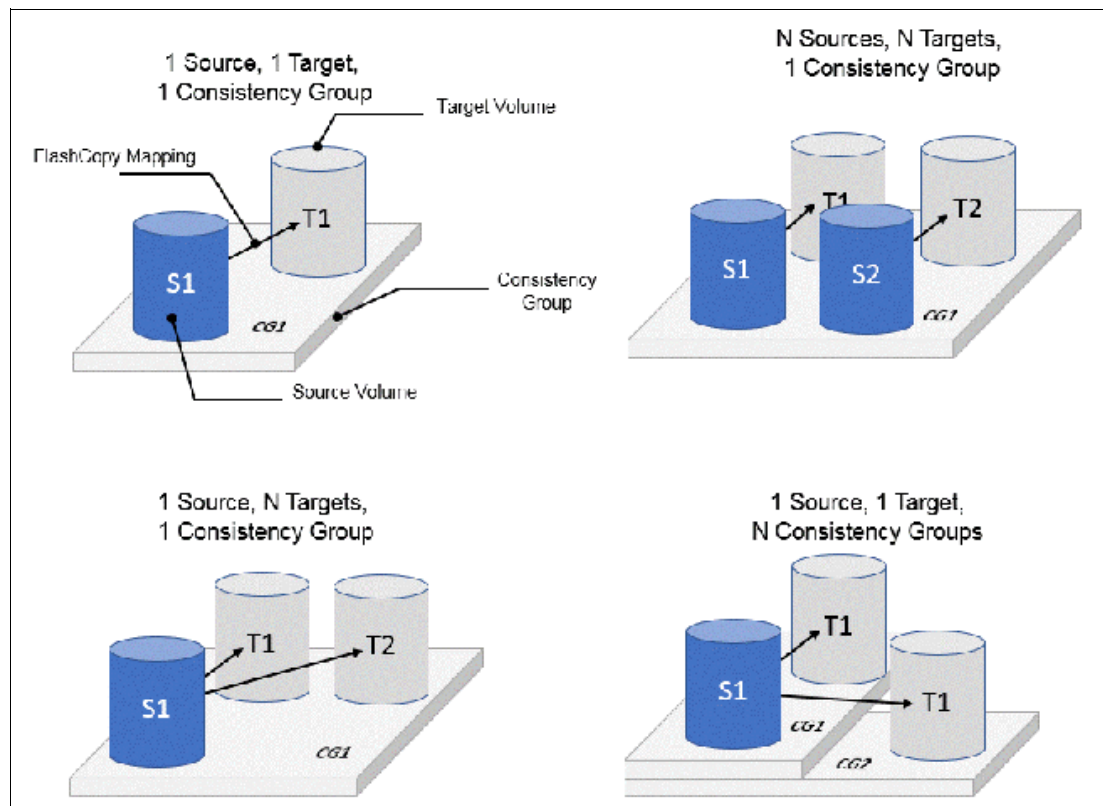 1 Source, 1 Target,
1 Consistency Group
Target Volume
FlashCopy Mapping
T1
S1
CG1
Consistency
Group
Source Volume
N Sources, N Targets,
1 Consistency Group
T1
T2
S1
S2
CG1
1 Source, N Targets,
1 Consistency Group
T1
T2
S1
CG1
1 Source, 1 Target,
N Consistency Groups
T1
S1
T1
CG1
CG2